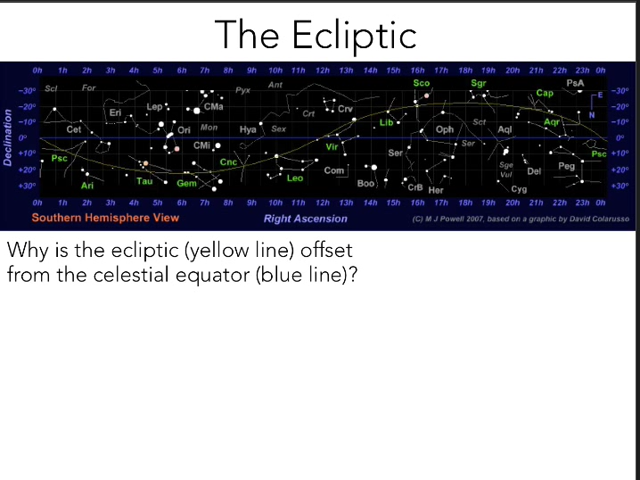 The Ecliptic
0h 1h 2h 3h 4h 5h 6h 7h 8h 9h 10h 11h 12h 13h 14h 15h 16h 17h 18h 19h 20h 21h 22h 23h 0h
Scl For Pyx Ant Sco Sgr Cap PsA
-30° -30°
E
-20° Eri Lep CMa Crt Crv -20°
-10° Cet Ori Mon Hya Sex Lib Oph Sct Aql Aqr N -10°
Declination
0° 0°
+10° Psc CMi Cnc Vir Ser Ser Psc +10°
+20° Ari Tau Gem Leo Com Boo CrB Her Sge Vul Del Peg +20°
+30° Cyg +30°
0h 1h 2h 3h 4h 5h 6h 7h 8h 9h 10h 11h 12h 13h 14h 15h 16h 17h 18h 19h 20h 21h 22h 23h 0h
Southern Hemisphere View Right Ascension (C) M J Powell 2007, based on a graphic by David Colarusso
Why is the ecliptic (yellow line) offset
from the celestial equator (blue line)?